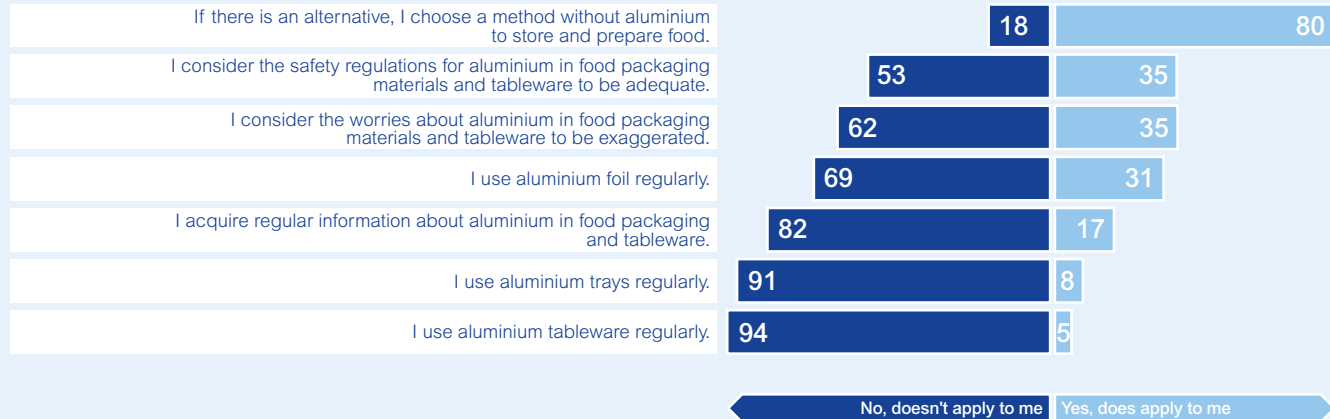 If there is an alternative, I choose a method without aluminium
to store and prepare food.
18 80
I consider the safety regulations for aluminium in food packaging
materials and tableware to be adequate.
53 35
I consider the worries about aluminium in food packaging
materials and tableware to be exaggerated.
62 35
I use aluminium foil regularly.
69 31
I acquire regular information about aluminium in food packaging
and tableware.
82 17
I use aluminium trays regularly.
91 8
I use aluminium tableware regularly.
94 5
No, doesn't apply to me Yes, does apply to me